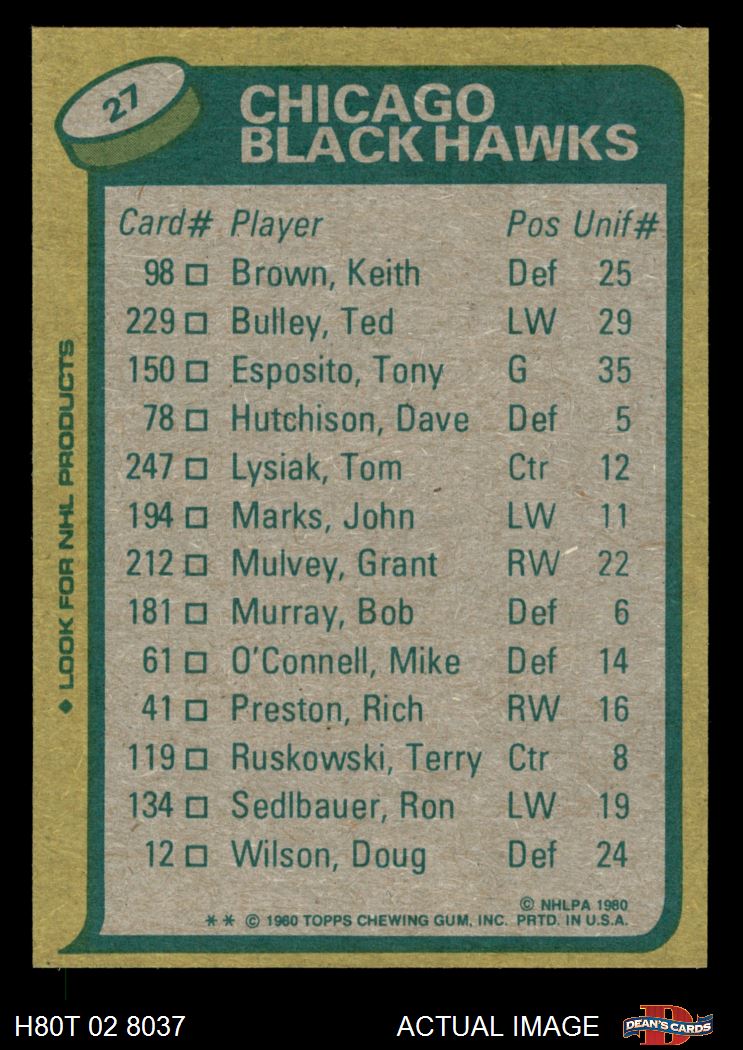 27
CHICAGO
BLACK HAWKS
Card# Player Pos Unif#
98 □ Brown, Keith Def 25
229 □ Bulley, Ted LW 29
150 □ Esposito, Tony G 35
78 □ Hutchison, Dave Def 5
247 □ Lysiak, Tom Ctr 12
194 □ Marks, John LW 11
212 □ Mulvey, Grant RW 22
181 □ Murray, Bob Def 6
61 □ O'Connell, Mike Def 14
41 □ Preston, Rich RW 16
119 □ Ruskowski, Terry Ctr 8
134 □ Sedlbauer, Ron LW 19
12 □ Wilson, Doug Def 24
© NHLPA 1980
** © 1980 TOPPS CHEWING GUM, INC. PRTD. IN U.S.A.
◆ LOOK FOR NHL PRODUCTS
H80T 02 8037 ACTUAL IMAGE
D
DEAN'S CARDS